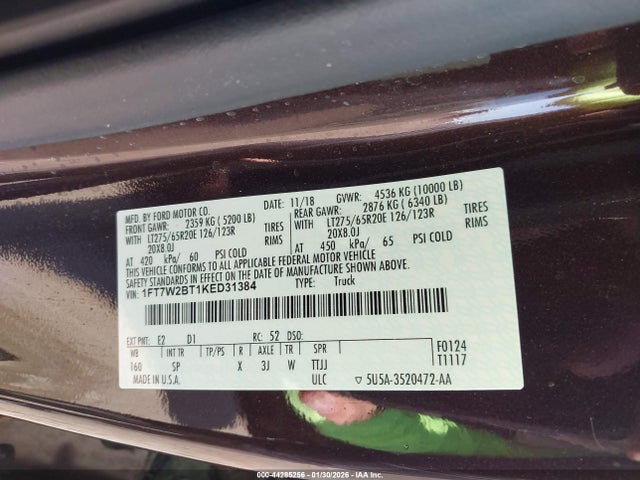 MFD. BY FORD MOTOR CO. DATE: 11/18 GVWR: 4536 KG (10000 LB)
FRONT GAWR: 2359 KG (5200 LB) REAR GAWR: 2876 KG (6340 LB)
WITH LT275/65R20E 126/123R TIRES WITH LT275/65R20E 126/123R TIRES
20X8.0J RIMS 20X8.0J RIMS
AT 420 kPa/ 60 PSI COLD AT 450 kPa/ 65 PSI COLD
THIS VEHICLE CONFORMS TO ALL APPLICABLE FEDERAL MOTOR VEHICLE
SAFETY STANDARDS IN EFFECT ON THE DATE OF MANUFACTURE SHOWN ABOVE.
VIN: 1FT7W2BT1KED31384 TYPE: Truck
EXT PNT: E2 D1 RC: 52 DSO: F0124
WB INT TR TP/PS R AXLE TR SPR T1117
160 SP X 3J W TTJJ
MADE IN U.S.A. ULC ▽ 5U5A-3520472-AA
000-44285256 - 01/30/2026 - IAA Inc.